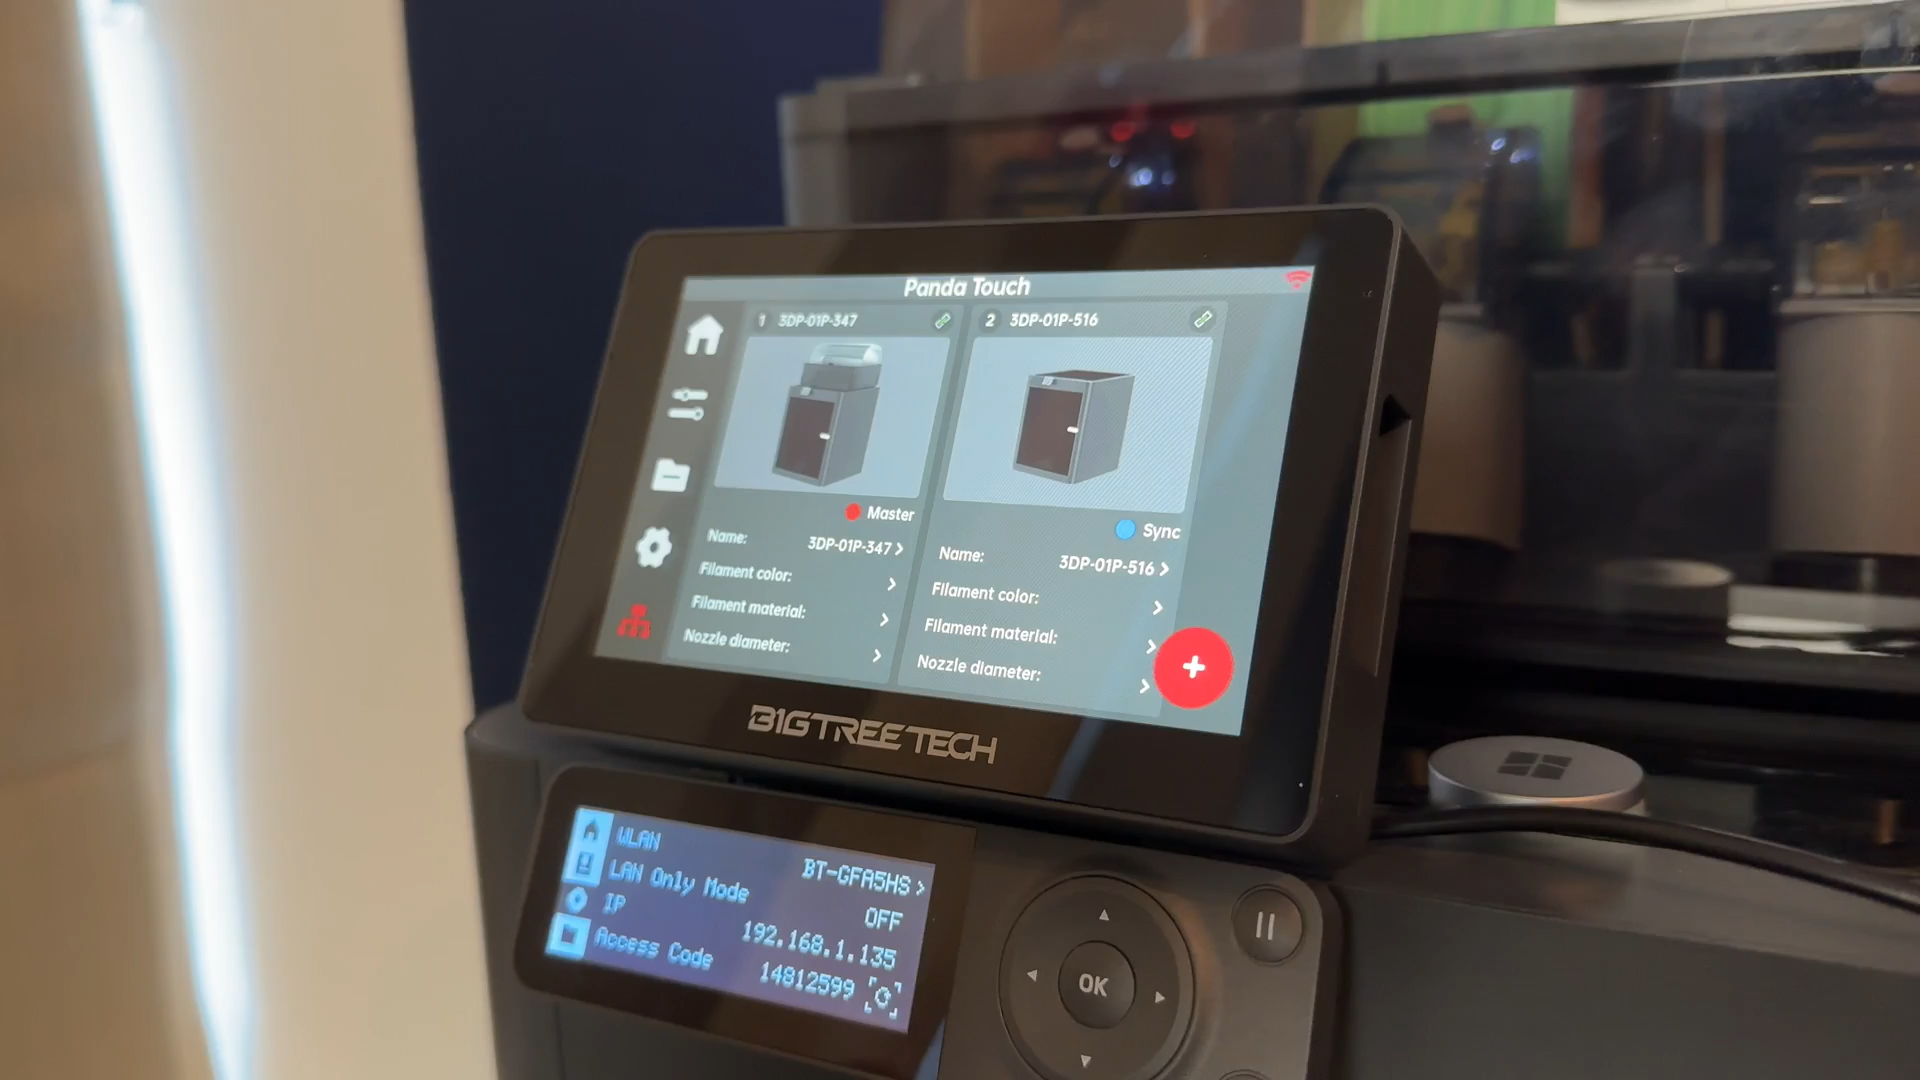 Panda Touch
1 3DP-01P-347
2 3DP-01P-516
Master
Name: 3DP-01P-347 >
Filament color: >
Filament material: >
Nozzle diameter: >
Sync
Name: 3DP-01P-516 >
Filament color: >
Filament material: >
Nozzle diameter: >
+
BIGTREETECH
WLAN BT-GFA5HS >
LAN Only Mode OFF
IP 192.168.1.135
Access Code 14812599
OK